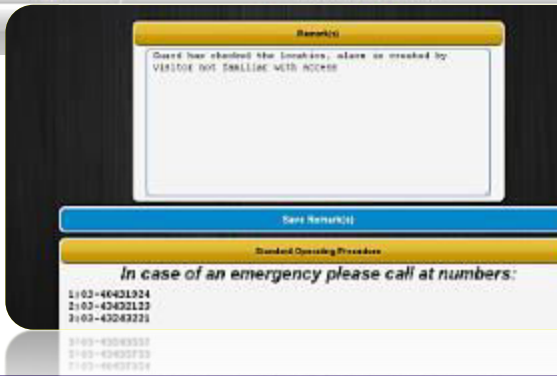 Remark(s)
Guard has checked the location, alarm is created by
visitor not familiar with access
Save Remark(s)
Standard Operating Procedure
In case of an emergency please call at numbers:
1:03-40431924
2:03-43432123
3:03-43243221